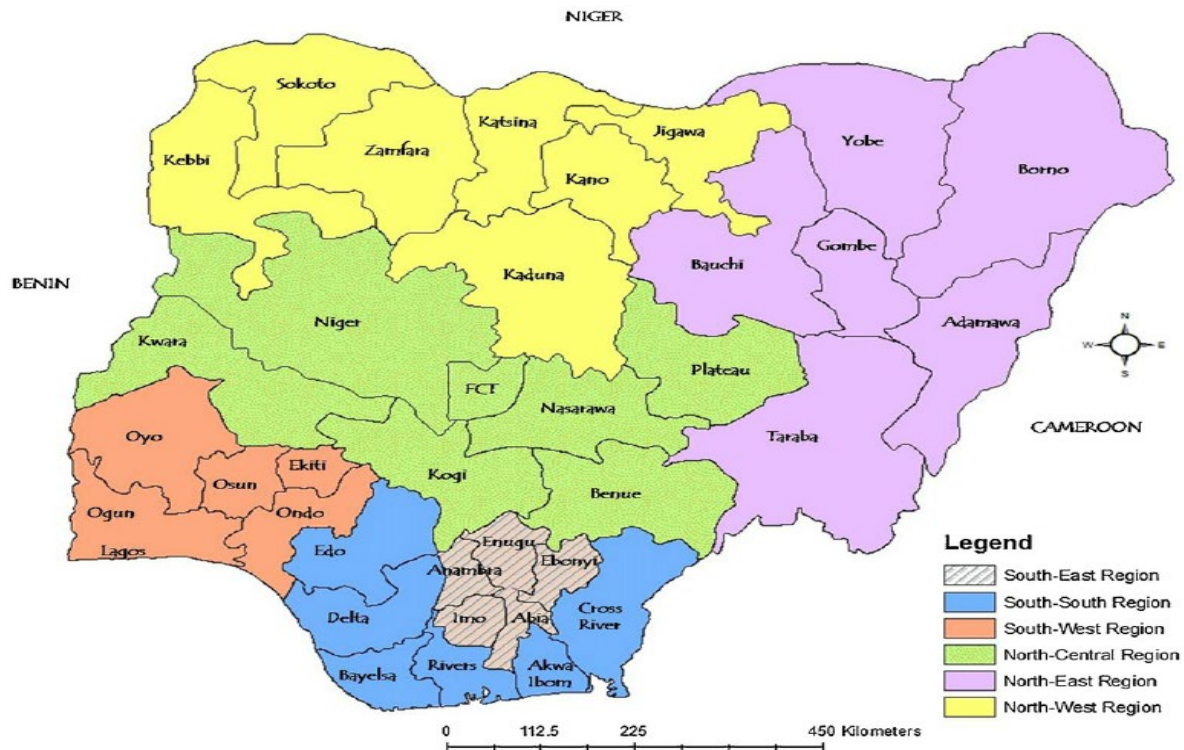 NIGER
Sokoto
Katsina
Jigawa
Yobe
Kebbi
Zamfara
Kano
Borno
Gombe
Bauchi
Kaduna
BENIN
Niger
Adamawa
Kwara
N
W E
S
Plateau
FCT
Nasarawa
CAMEROON
Oyo
Taraba
Ekiti
Kogi
Osun
Benue
Ogun
Ondo
Lagos
Edo
Enugu
Ebonyi
Anambra
Delta
Imo
Abia
Cross
River
Bayelsa
Rivers
Akwa
Ibom
Legend
South-East Region
South-South Region
South-West Region
North-Central Region
North-East Region
North-West Region
0 112.5 225 450 Kilometers